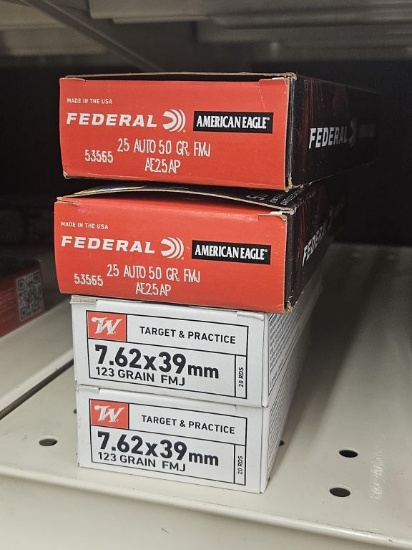 MADE IN THE USA
FEDERAL AMERICAN EAGLE
25 AUTO 50 GR. FMJ
53565
AE25AP
FEDERAL
MADE IN THE USA
FEDERAL AMERICAN EAGLE
25 AUTO 50 GR. FMJ
53565
AE25AP
W
TARGET & PRACTICE
7.62x39mm
123 GRAIN FMJ
20 RDS
W
TARGET & PRACTICE
7.62x39mm
123 GRAIN FMJ
20 RDS